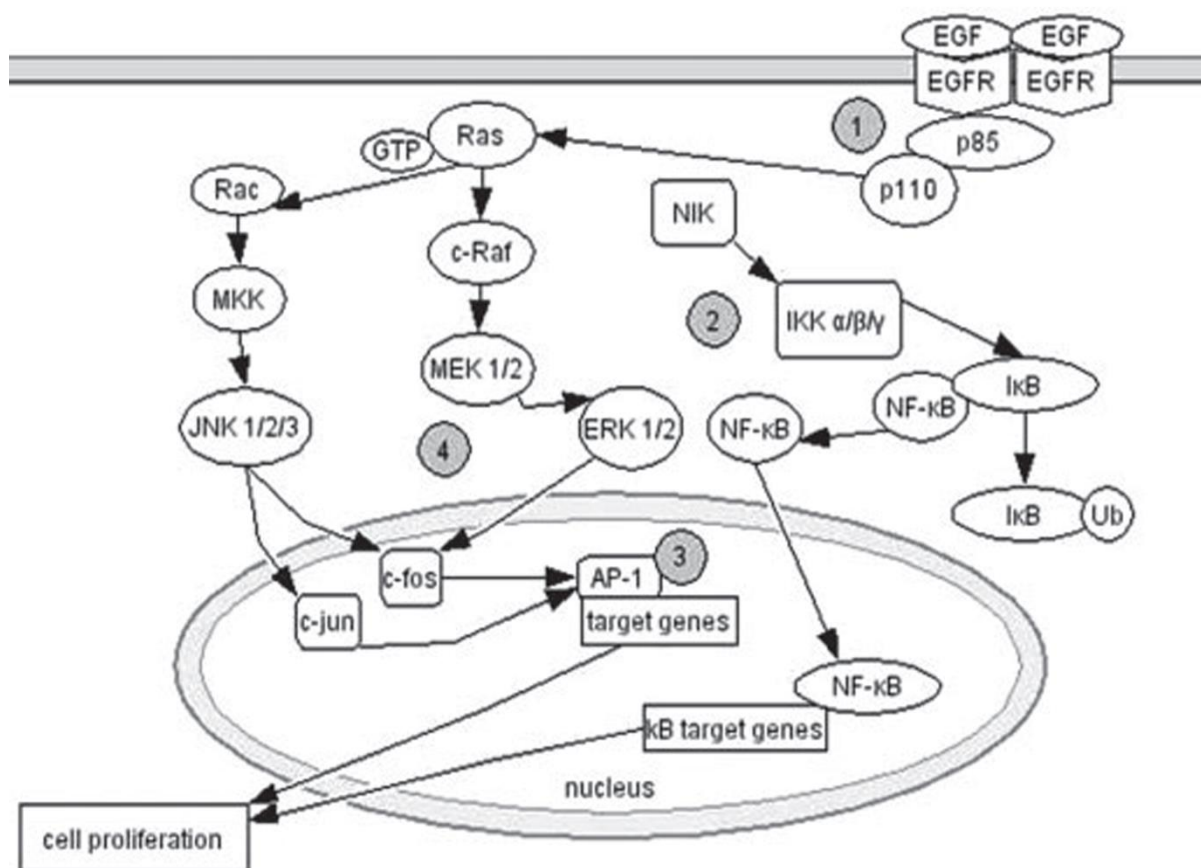 EGF EGF
EGFR EGFR
1
p85
p110
Ras
GTP
Rac
NIK
c-Raf
MKK
2
IKK α/β/γ
MEK 1/2
IκB
NF-κB
JNK 1/2/3
ERK 1/2
NF-κB
4
IκB
Ub
3
c-fos
AP-1
c-jun
target genes
NF-κB
kB target genes
nucleus
cell proliferation